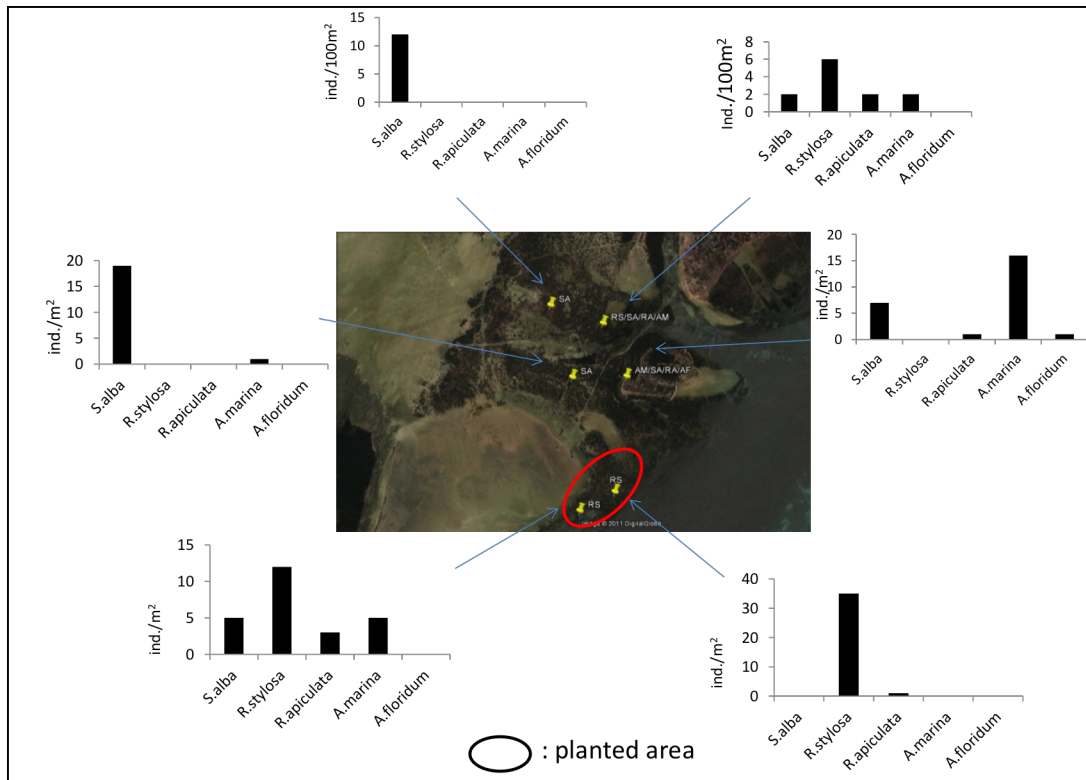 ind./100m²
15
10
5
0
S.alba
R.stylosa
R.apiculata
A.marina
A.floridum
Ind./100m²
8
6
4
2
0
S.alba
R.stylosa
R.apiculata
A.marina
A.floridum
ind./m²
20
15
10
5
0
S.alba
R.stylosa
R.apiculata
A.marina
A.floridum
SA
RS/SA/RA/AM
SA
AM/SA/RA/AF
RS
RS
Image © 2011 DigitalGlobe
ind./m²
20
15
10
5
0
S.alba
R.stylosa
R.apiculata
A.marina
A.floridum
ind./m²
15
10
5
0
S.alba
R.stylosa
R.apiculata
A.marina
A.floridum
ind./m²
40
30
20
10
0
S.alba
R.stylosa
R.apiculata
A.marina
A.floridum
: planted area